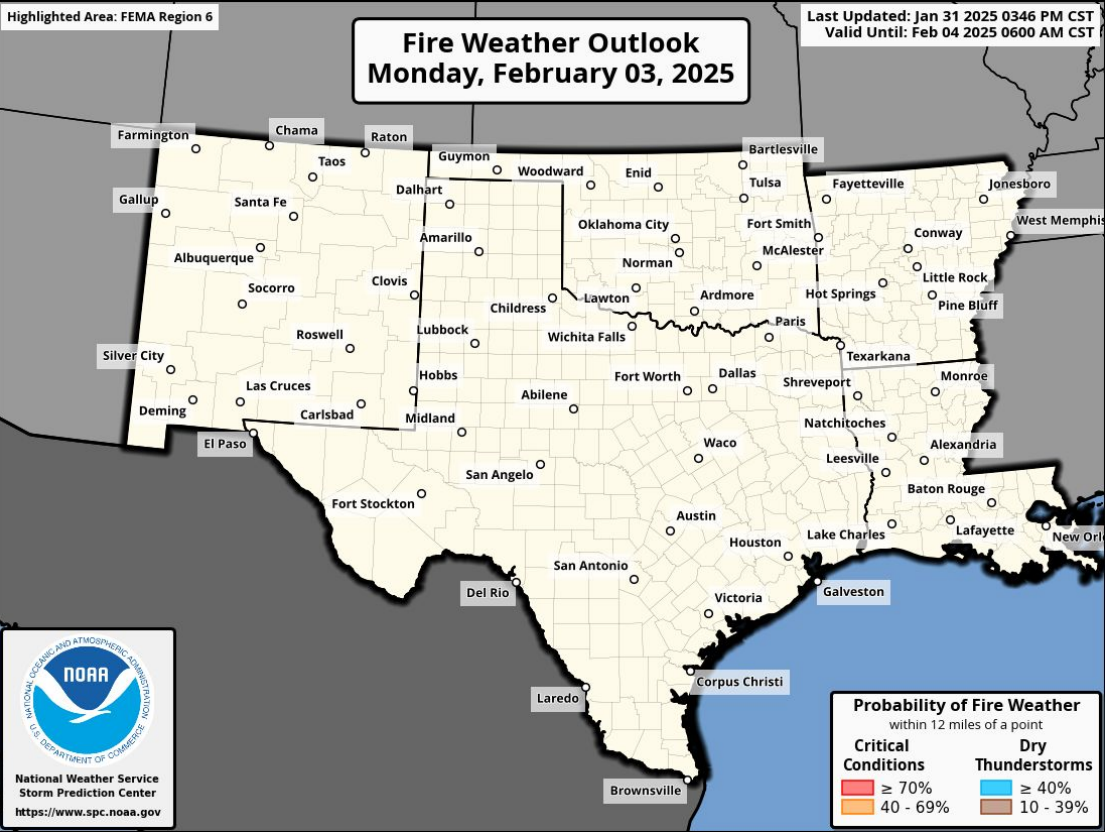 Highlighted Area: FEMA Region 6
Last Updated: Jan 31 2025 0346 PM CST
Valid Until: Feb 04 2025 0600 AM CST
Fire Weather Outlook
Monday, February 03, 2025
Farmington
Chama
Raton
Guymon
Bartlesville
Taos
Woodward
Enid
Tulsa
Fayetteville
Jonesboro
Gallup
Santa Fe
Dalhart
Oklahoma City
Fort Smith
Conway
West Memphis
Albuquerque
Amarillo
Norman
McAlester
Little Rock
Socorro
Clovis
Childress
Lawton
Ardmore
Hot Springs
Pine Bluff
Roswell
Lubbock
Wichita Falls
Paris
Texarkana
Silver City
Las Cruces
Hobbs
Fort Worth
Dallas
Shreveport
Monroe
Deming
Carlsbad
Midland
Abilene
Natchitoches
El Paso
Waco
Leesville
Alexandria
San Angelo
Fort Stockton
Baton Rouge
Austin
Houston
Lake Charles
Lafayette
New Orl
San Antonio
Del Rio
Victoria
Galveston
Laredo
Corpus Christi
Brownsville
NATIONAL OCEANIC AND ATMOSPHERIC ADMINISTRATION
NOAA
U.S. DEPARTMENT OF COMMERCE
National Weather Service
Storm Prediction Center
https://www.spc.noaa.gov
Probability of Fire Weather
within 12 miles of a point
Critical
Conditions
≥ 70%
40 - 69%
Dry
Thunderstorms
≥ 40%
10 - 39%